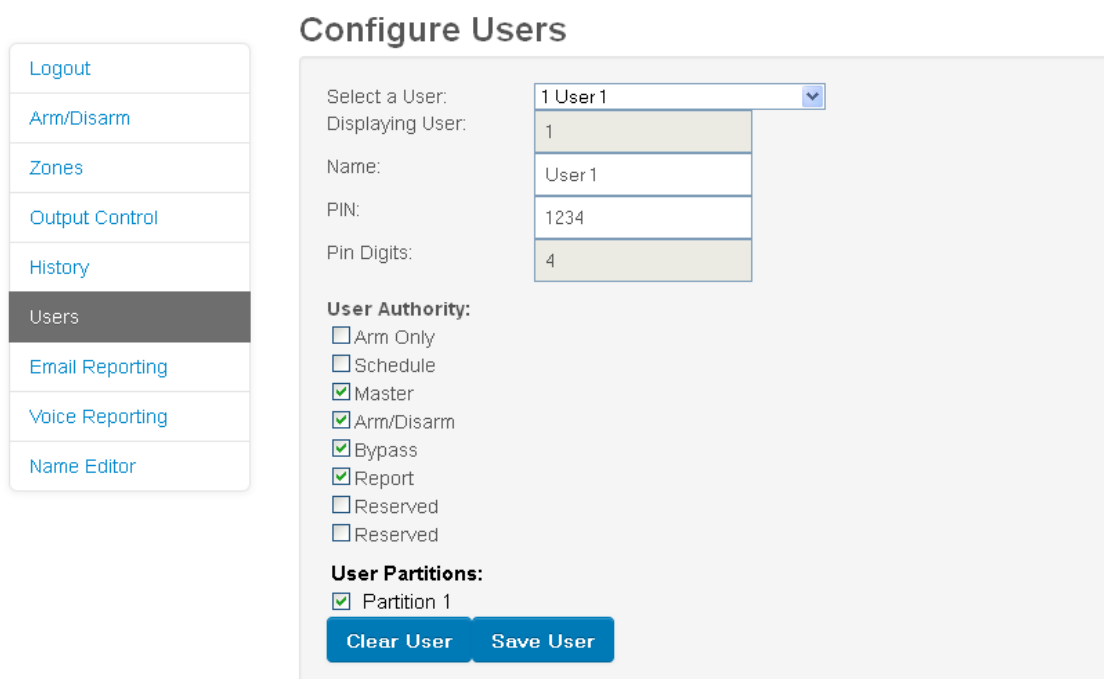 Configure Users
Logout
Arm/Disarm
Zones
Output Control
History
Users
Email Reporting
Voice Reporting
Name Editor
Select a User: 1 User 1
Displaying User: 1
Name: User 1
PIN: 1234
Pin Digits: 4
User Authority:
Arm Only
Schedule
Master
Arm/Disarm
Bypass
Report
Reserved
Reserved
User Partitions:
Partition 1
Clear User Save User